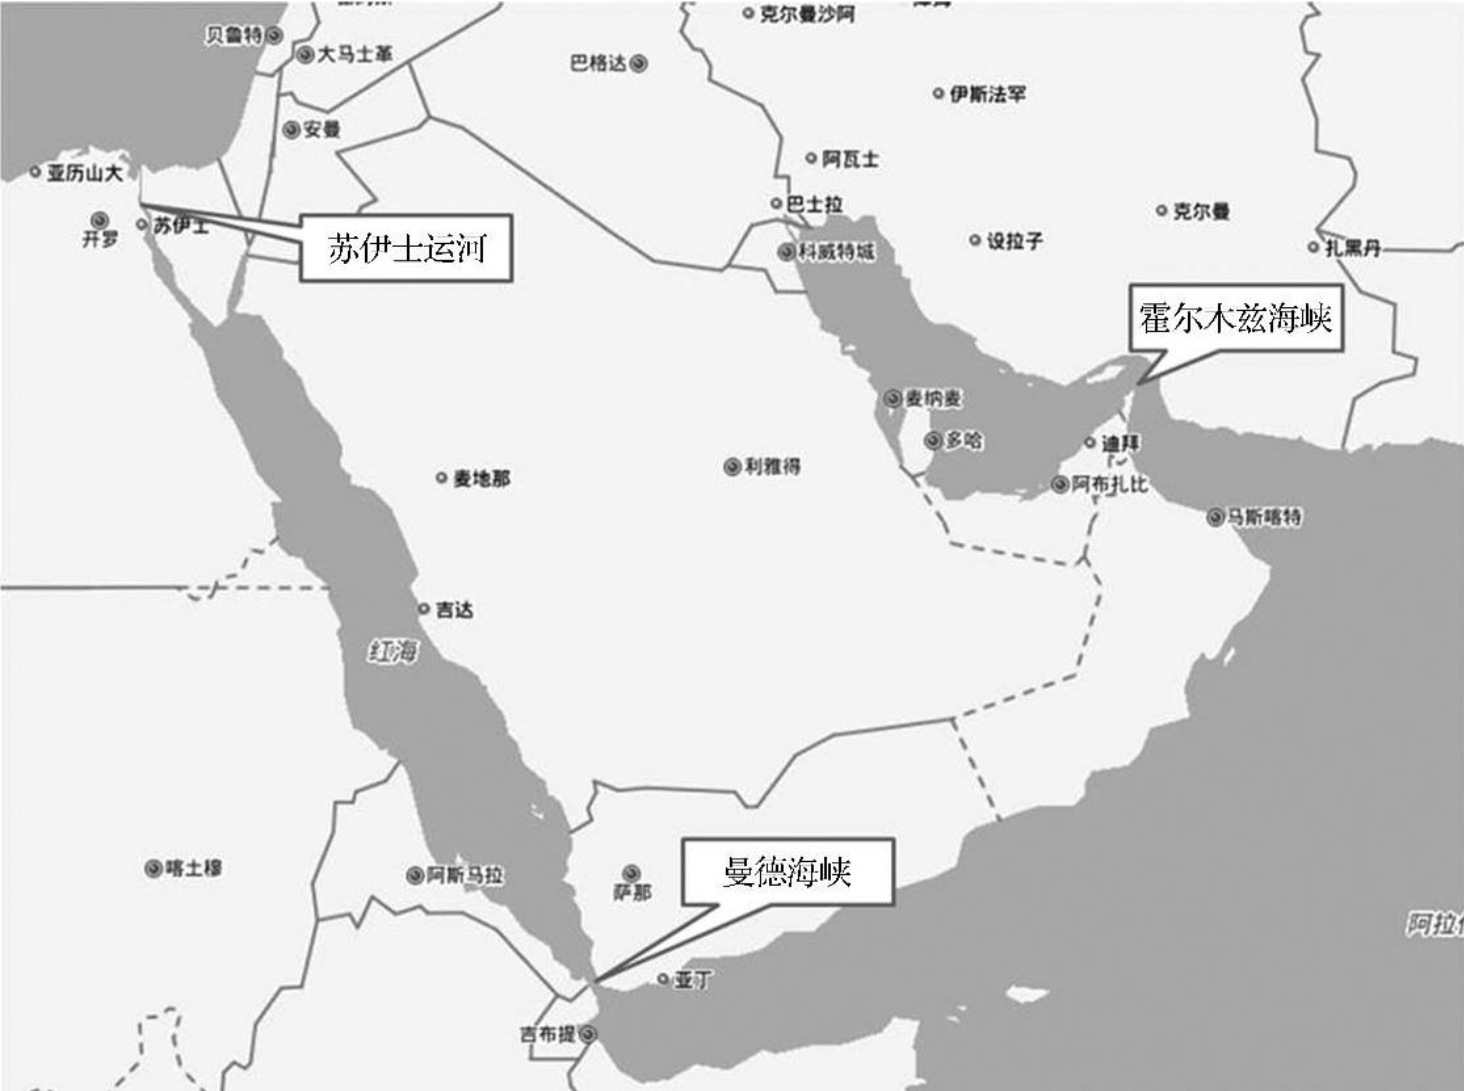 克尔曼沙阿
贝鲁特
大马士革
巴格达
伊斯法罕
安曼
阿瓦士
亚历山大
巴士拉
克尔曼
开罗
苏伊士
苏伊士运河
设拉子
科威特城
扎黑丹
霍尔木兹海峡
麦纳麦
多哈
迪拜
麦地那
利雅得
阿布扎比
马斯喀特
吉达
红海
喀土穆
阿斯马拉
萨那
曼德海峡
阿拉
亚丁
吉布提